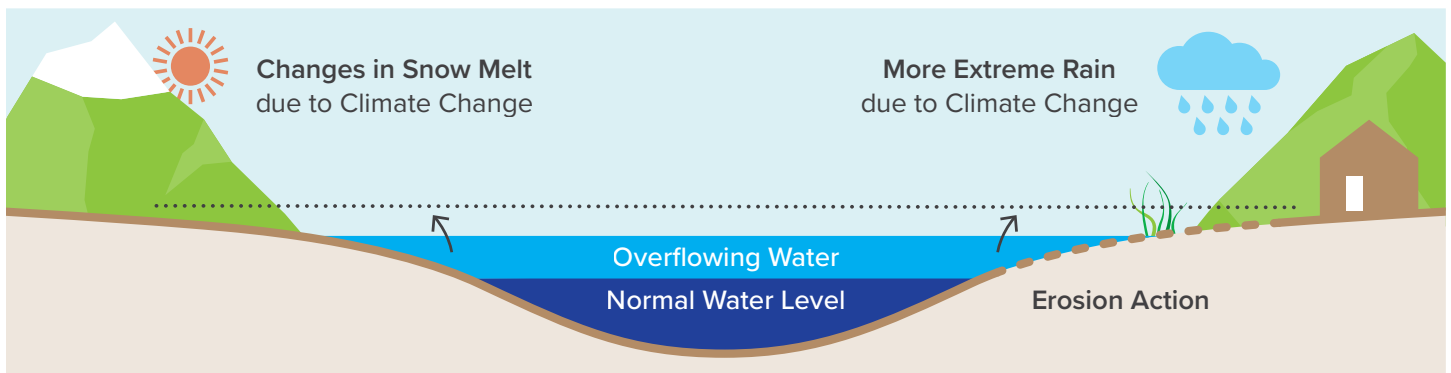 Changes in Snow Melt
due to Climate Change
More Extreme Rain
due to Climate Change
Overflowing Water
Normal Water Level
Erosion Action